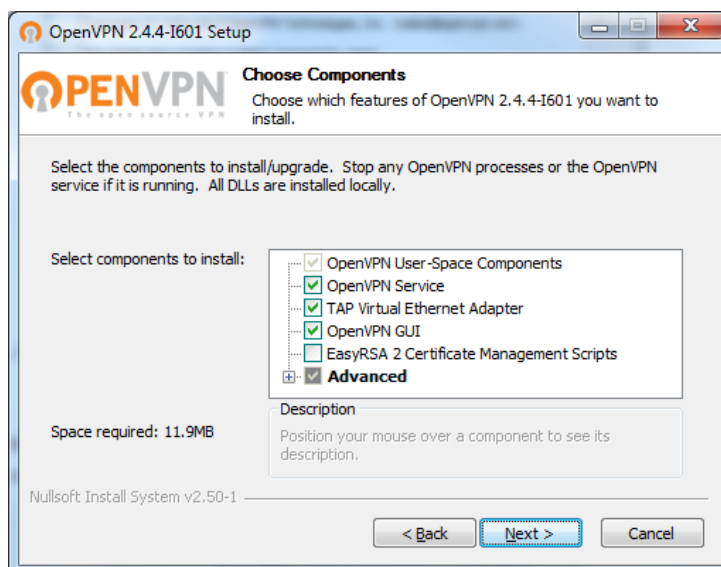 OpenVPN 2.4.4-I601 Setup
OPENVPN
The open source VPN
Choose Components
Choose which features of OpenVPN 2.4.4-I601 you want to
install.
Select the components to install/upgrade. Stop any OpenVPN processes or the OpenVPN
service if it is running. All DLLs are installed locally.
Select components to install:
OpenVPN User-Space Components
OpenVPN Service
TAP Virtual Ethernet Adapter
OpenVPN GUI
EasyRSA 2 Certificate Management Scripts
Advanced
Space required: 11.9MB
Description
Position your mouse over a component to see its
description.
Nullsoft Install System v2.50-1
< Back
Next >
Cancel